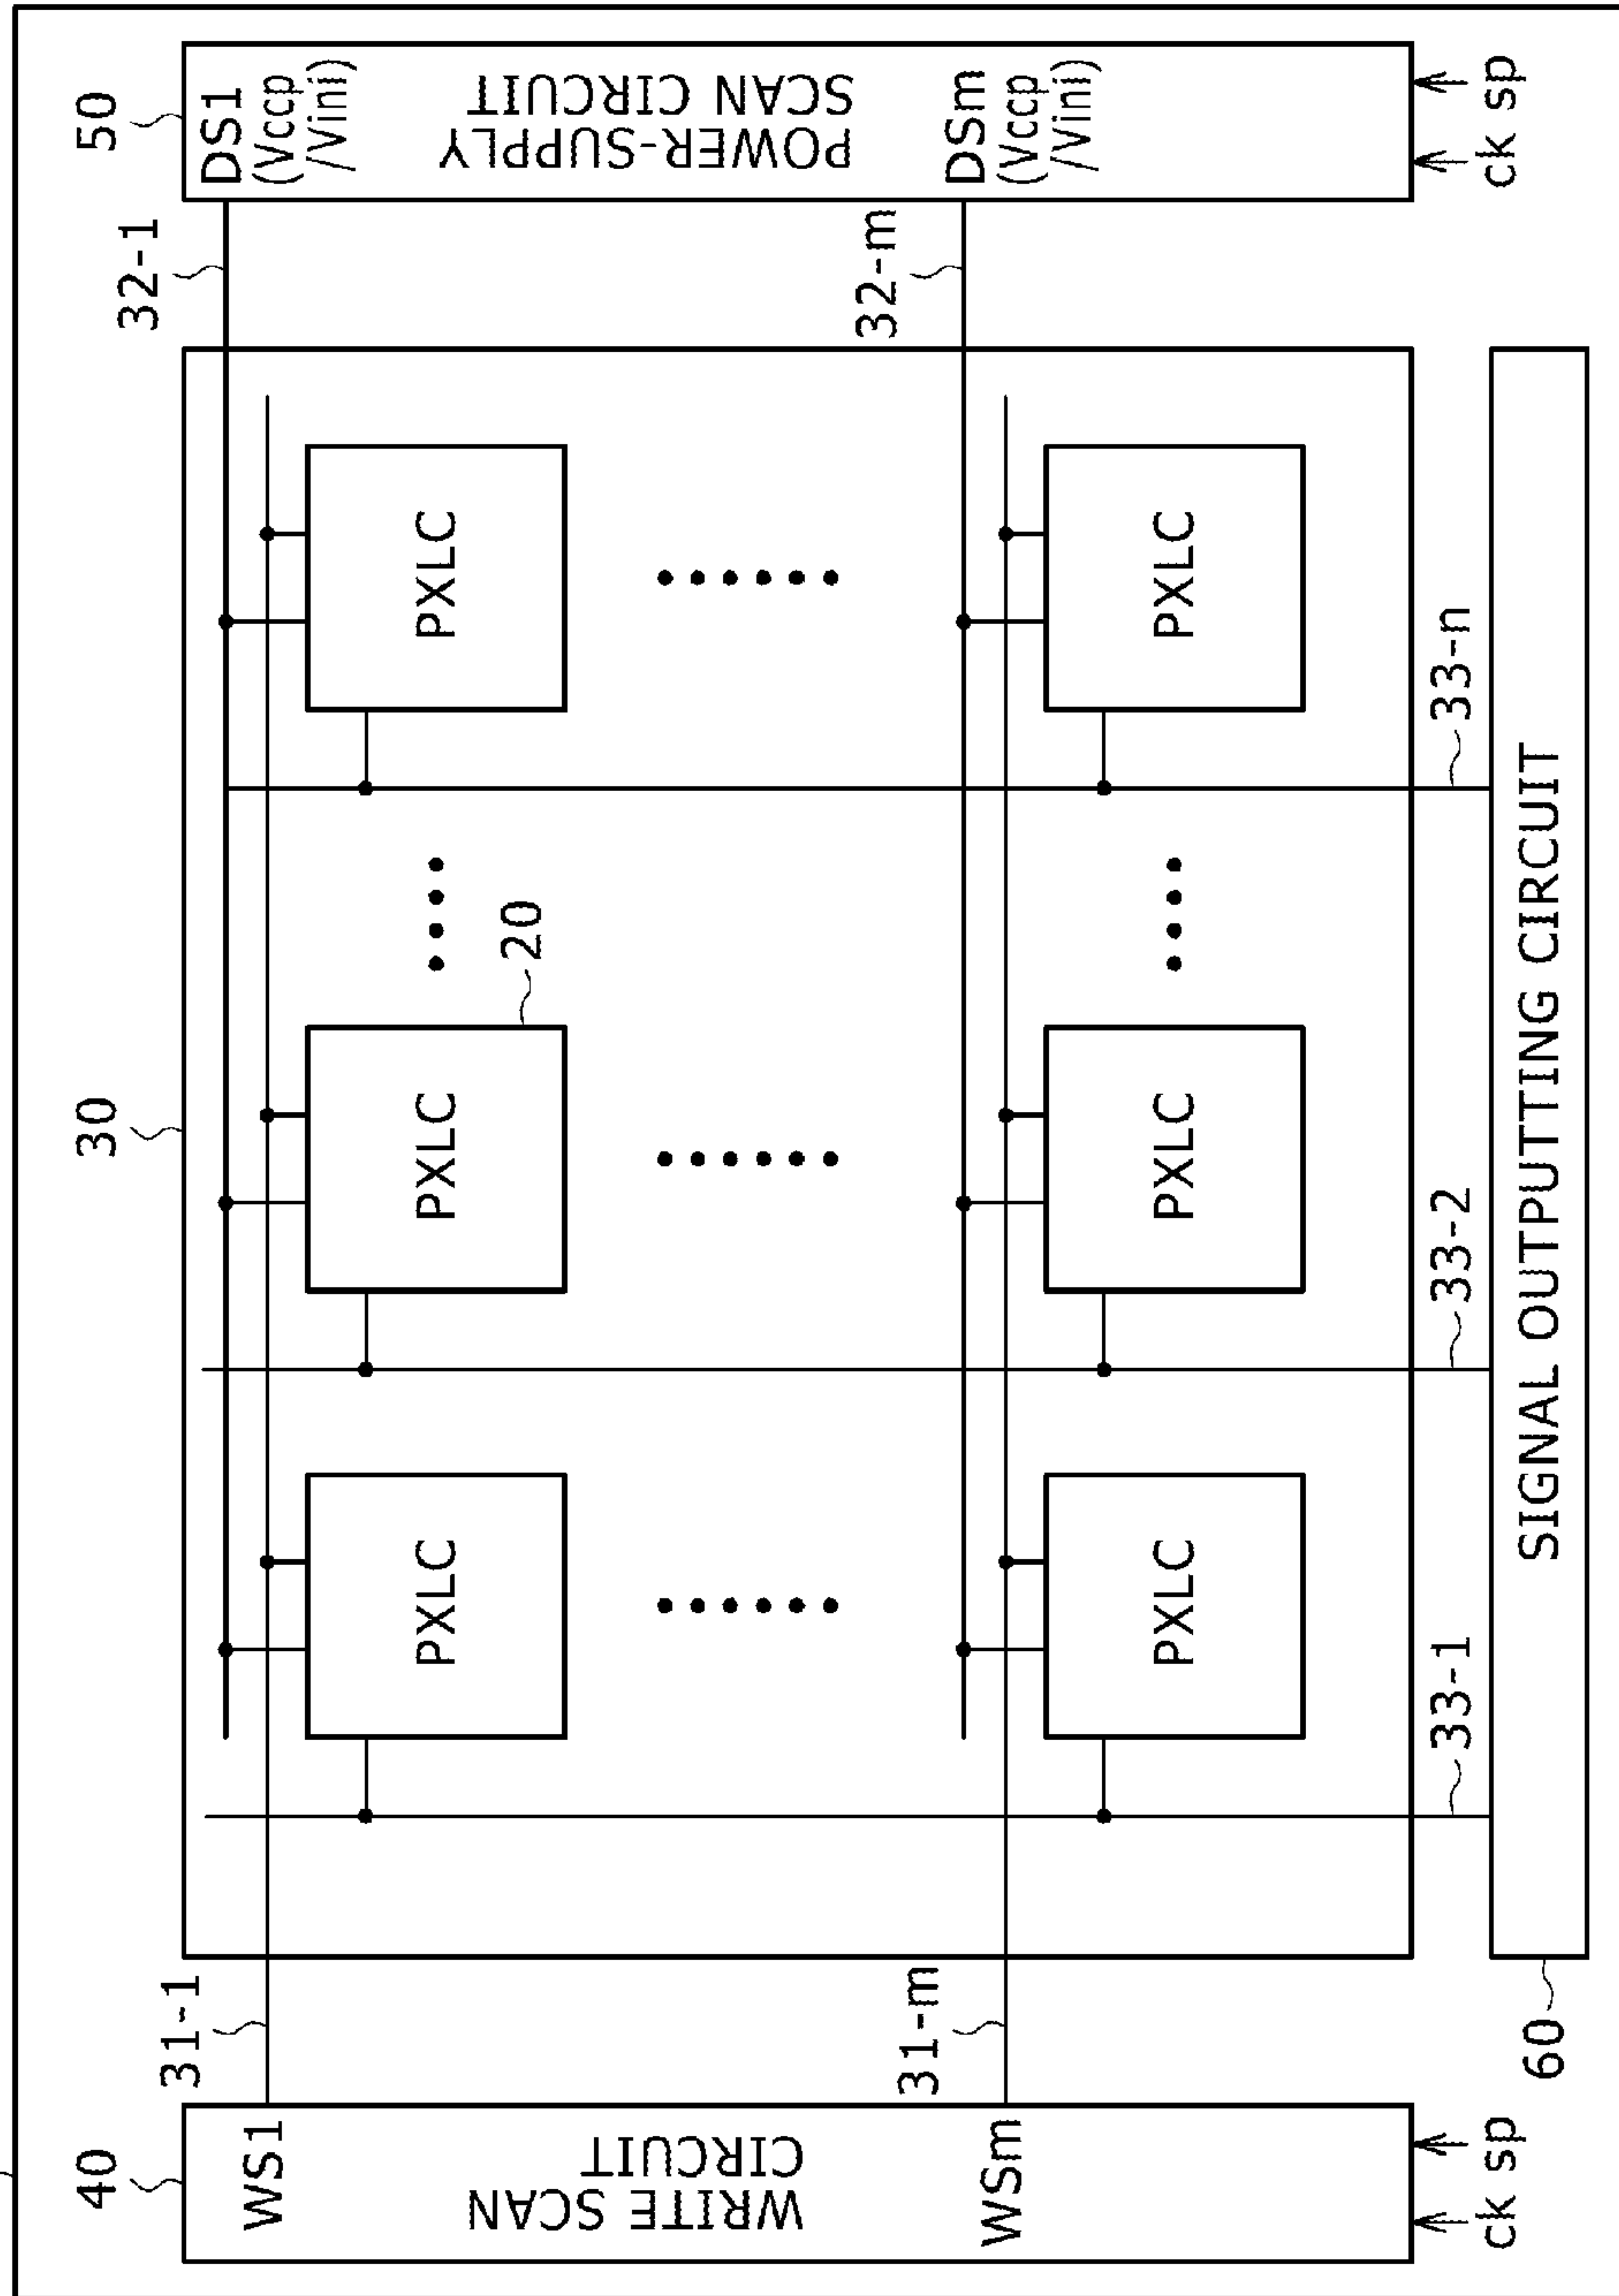 40
30
50
31-1
32-1
WS1
DS1
(Vccp
/Vini)
PXLC
PXLC
PXLC
20
WRITE SCAN
CIRCUIT
POWER-SUPPLY
SCAN CIRCUIT
31-m
32-m
WSm
DSm
(Vccp
/Vini)
PXLC
PXLC
PXLC
33-1
33-2
33-n
ck sp
ck sp
60
SIGNAL OUTPUTTING CIRCUIT